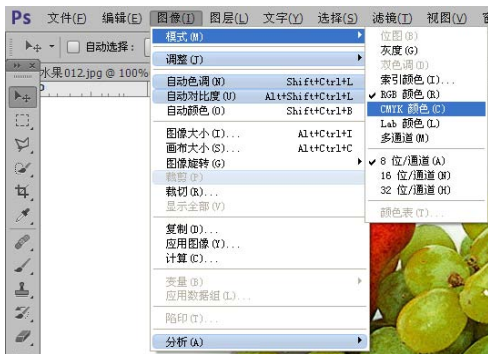 Ps 文件(F) 编辑(E) 图像(I) 图层(L) 文字(Y) 选择(S) 滤镜(T) 视图(V)
自动选择:
水果012.jpg @ 100%
模式(M)
调整(J)
自动色调(N) Shift+Ctrl+L
自动对比度(U) Alt+Shift+Ctrl+L
自动颜色(O) Shift+Ctrl+B
图像大小(I)... Alt+Ctrl+I
画布大小(S)... Alt+Ctrl+C
图像旋转(G)
裁剪(P)
裁切(R)...
显示全部(V)
复制(D)...
应用图像(Y)...
计算(C)...
变量(B)
应用数据组(L)...
陷印(T)...
分析(A)
位图(B)
灰度(G)
双色调(D)
索引颜色(I)...
RGB 颜色(R)
CMYK 颜色(C)
Lab 颜色(L)
多通道(M)
8 位/通道(A)
16 位/通道(N)
32 位/通道(H)
颜色表(T)...